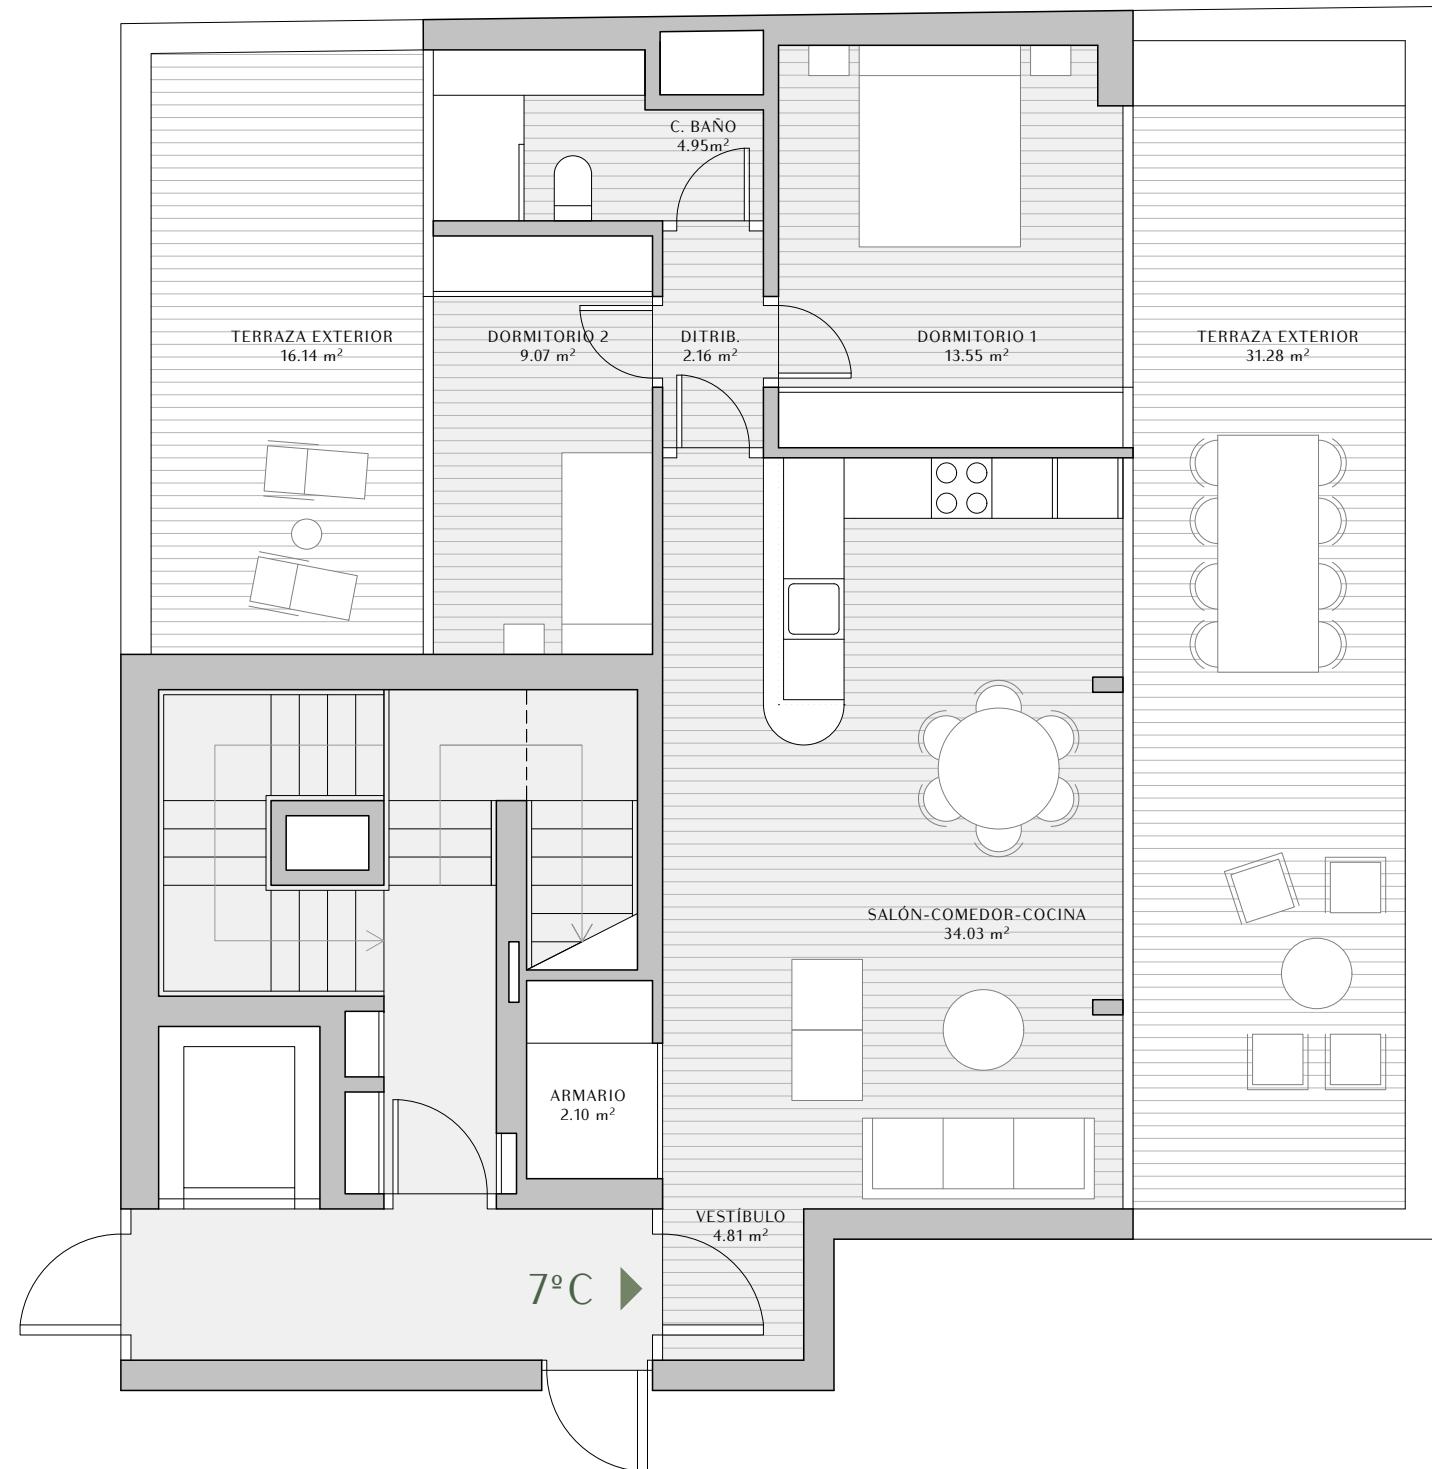 C. BAÑO
4.95m²
TERRAZA EXTERIOR
16.14 m²
DORMITORIO 2
9.07 m²
DITRIB.
2.16 m²
DORMITORIO 1
13.55 m²
TERRAZA EXTERIOR
31.28 m²
SALÓN-COMEDOR-COCINA
34.03 m²
ARMARIO
2.10 m²
VESTÍBULO
4.81 m²
7ºC